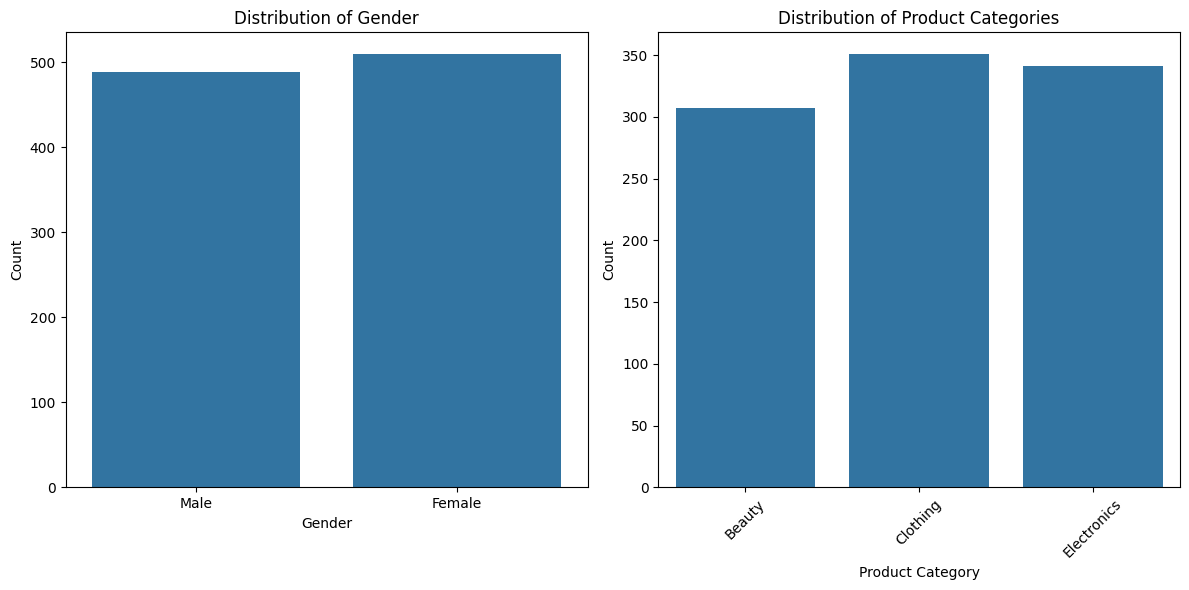 Distribution of Gender
500
400
300
200
100
0
Count
Male
Female
Gender
Distribution of Product Categories
350
300
250
200
150
100
50
0
Count
Beauty
Clothing
Electronics
Product Category